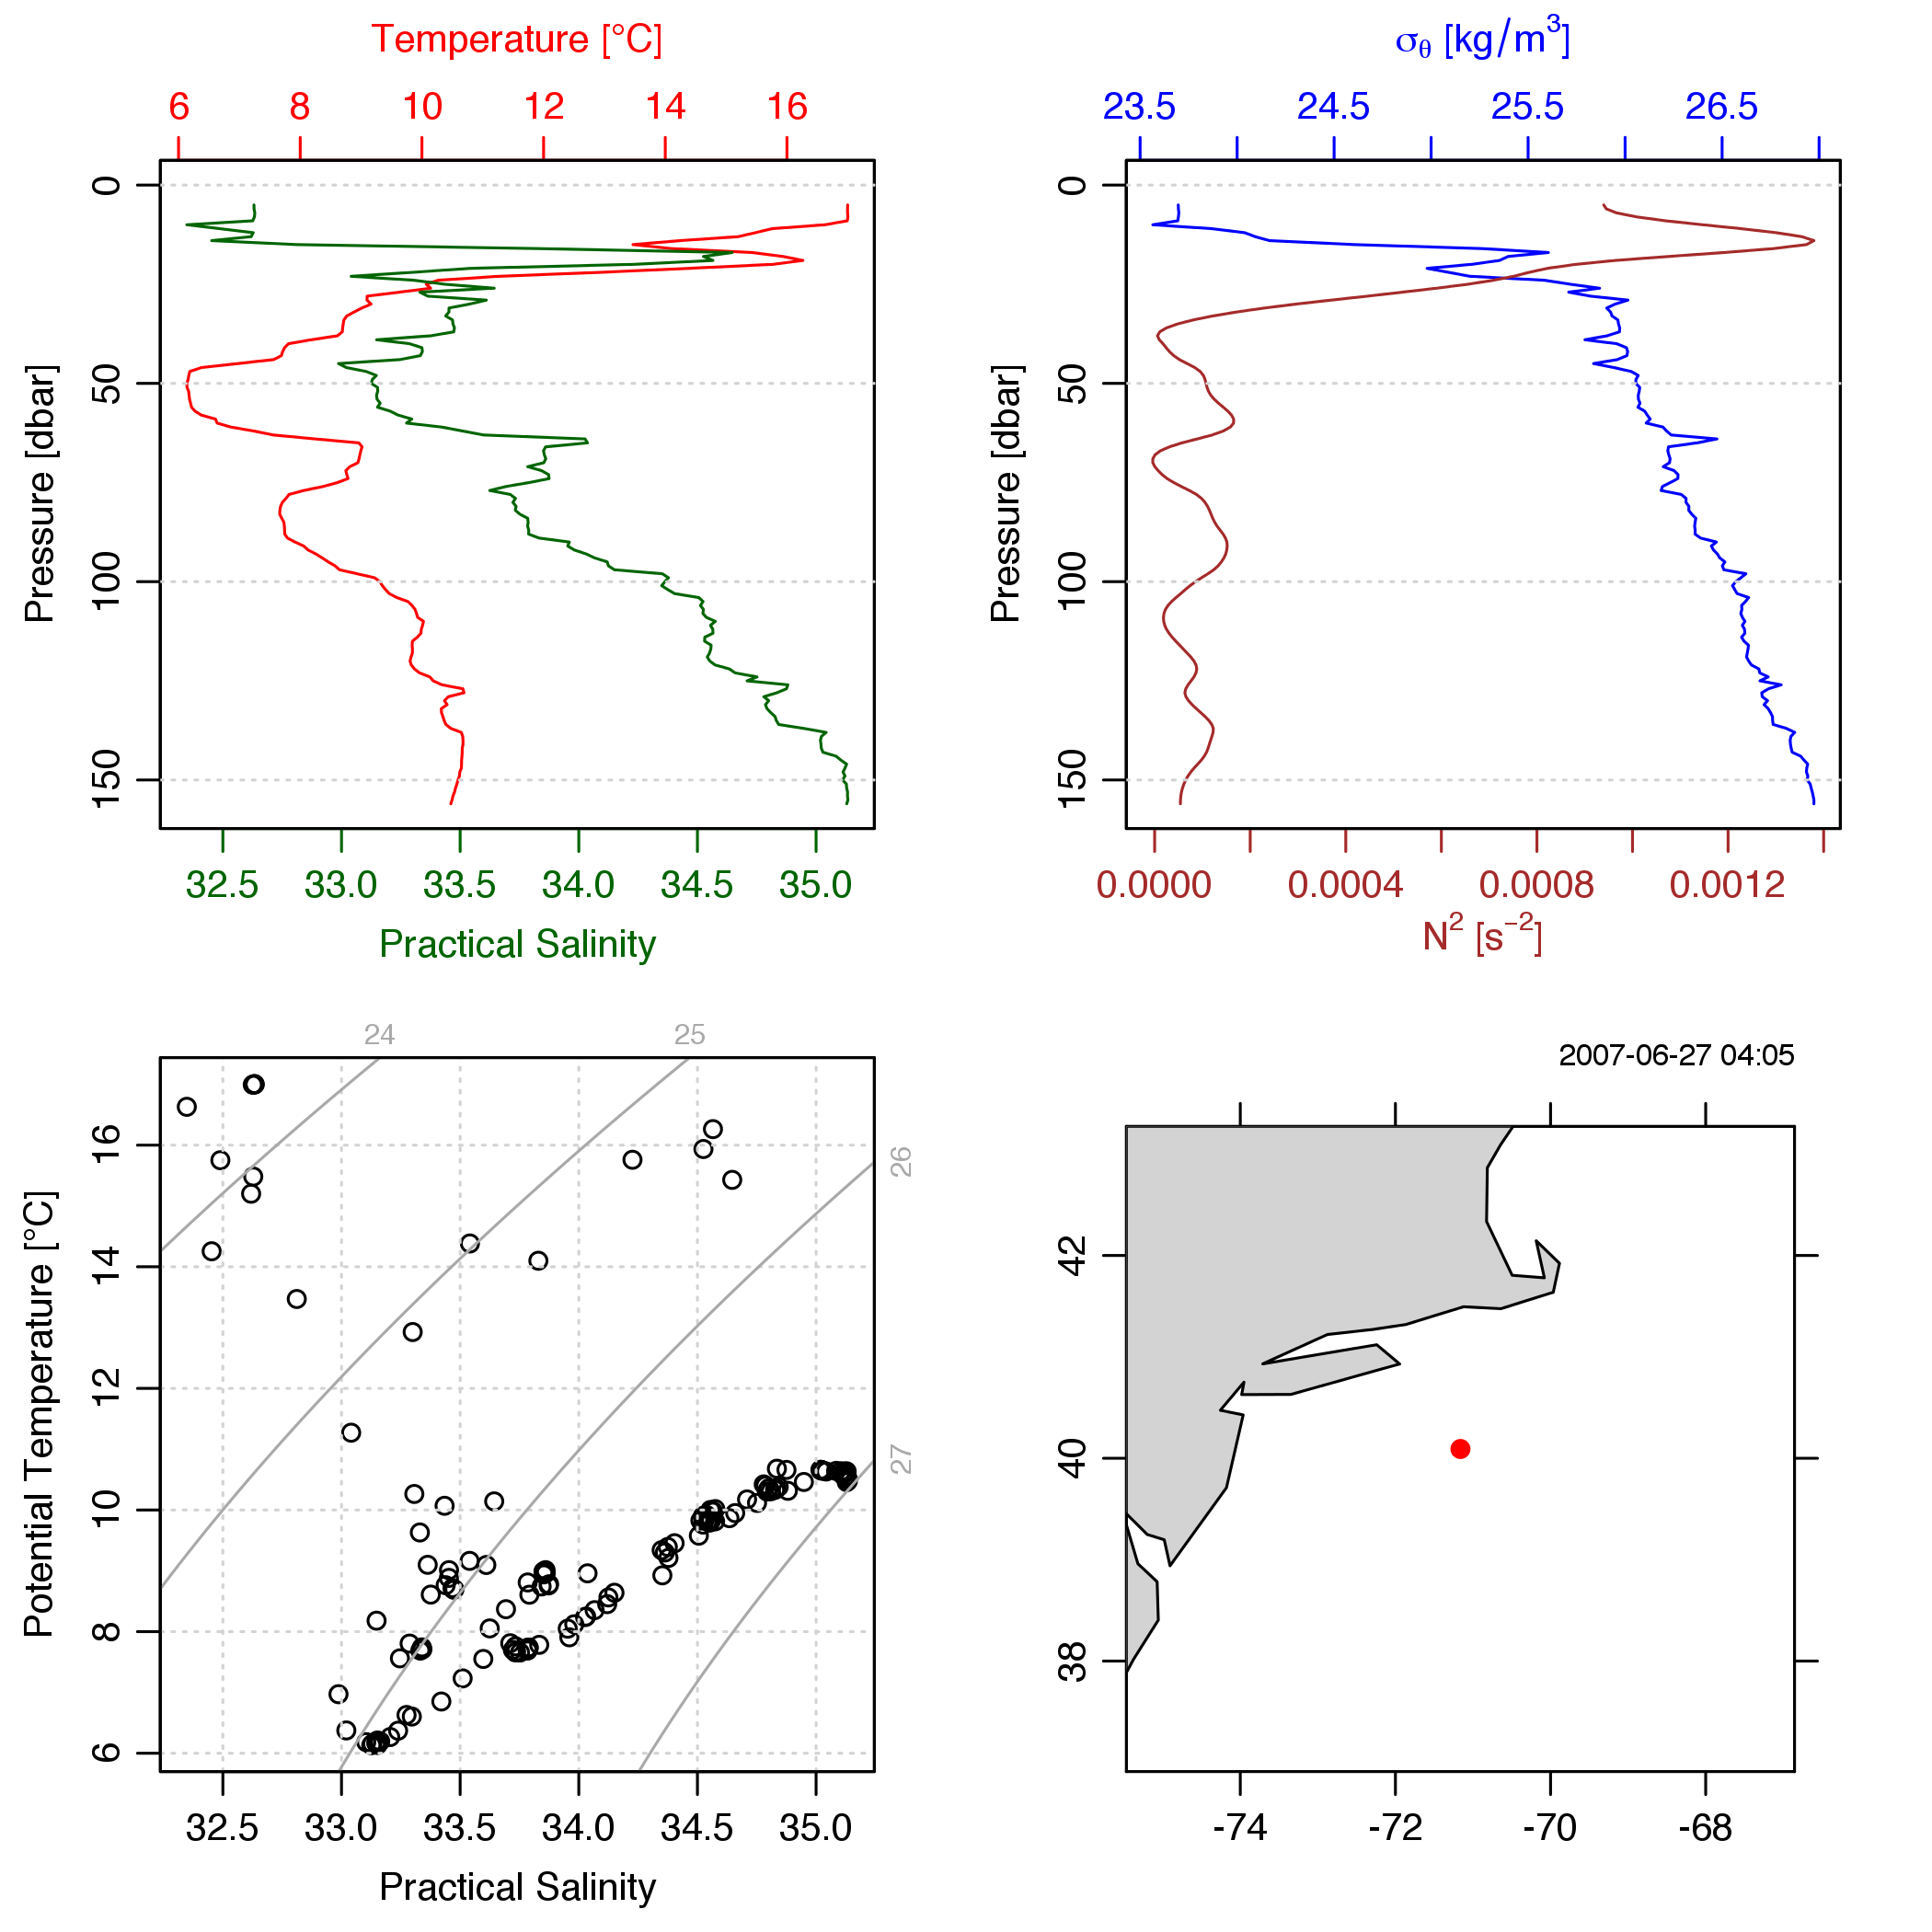 Temperature [°C]
6 8 10 12 14 16
Pressure [dbar]
0
50
100
150
32.5 33.0 33.5 34.0 34.5 35.0
Practical Salinity
σθ [kg/m³]
23.5 24.5 25.5 26.5
Pressure [dbar]
0
50
100
150
0.0000 0.0004 0.0008 0.0012
N² [s⁻²]
24 25
26
27
Potential Temperature [°C]
16
14
12
10
8
6
32.5 33.0 33.5 34.0 34.5 35.0
Practical Salinity
2007-06-27 04:05
42
40
38
-74 -72 -70 -68